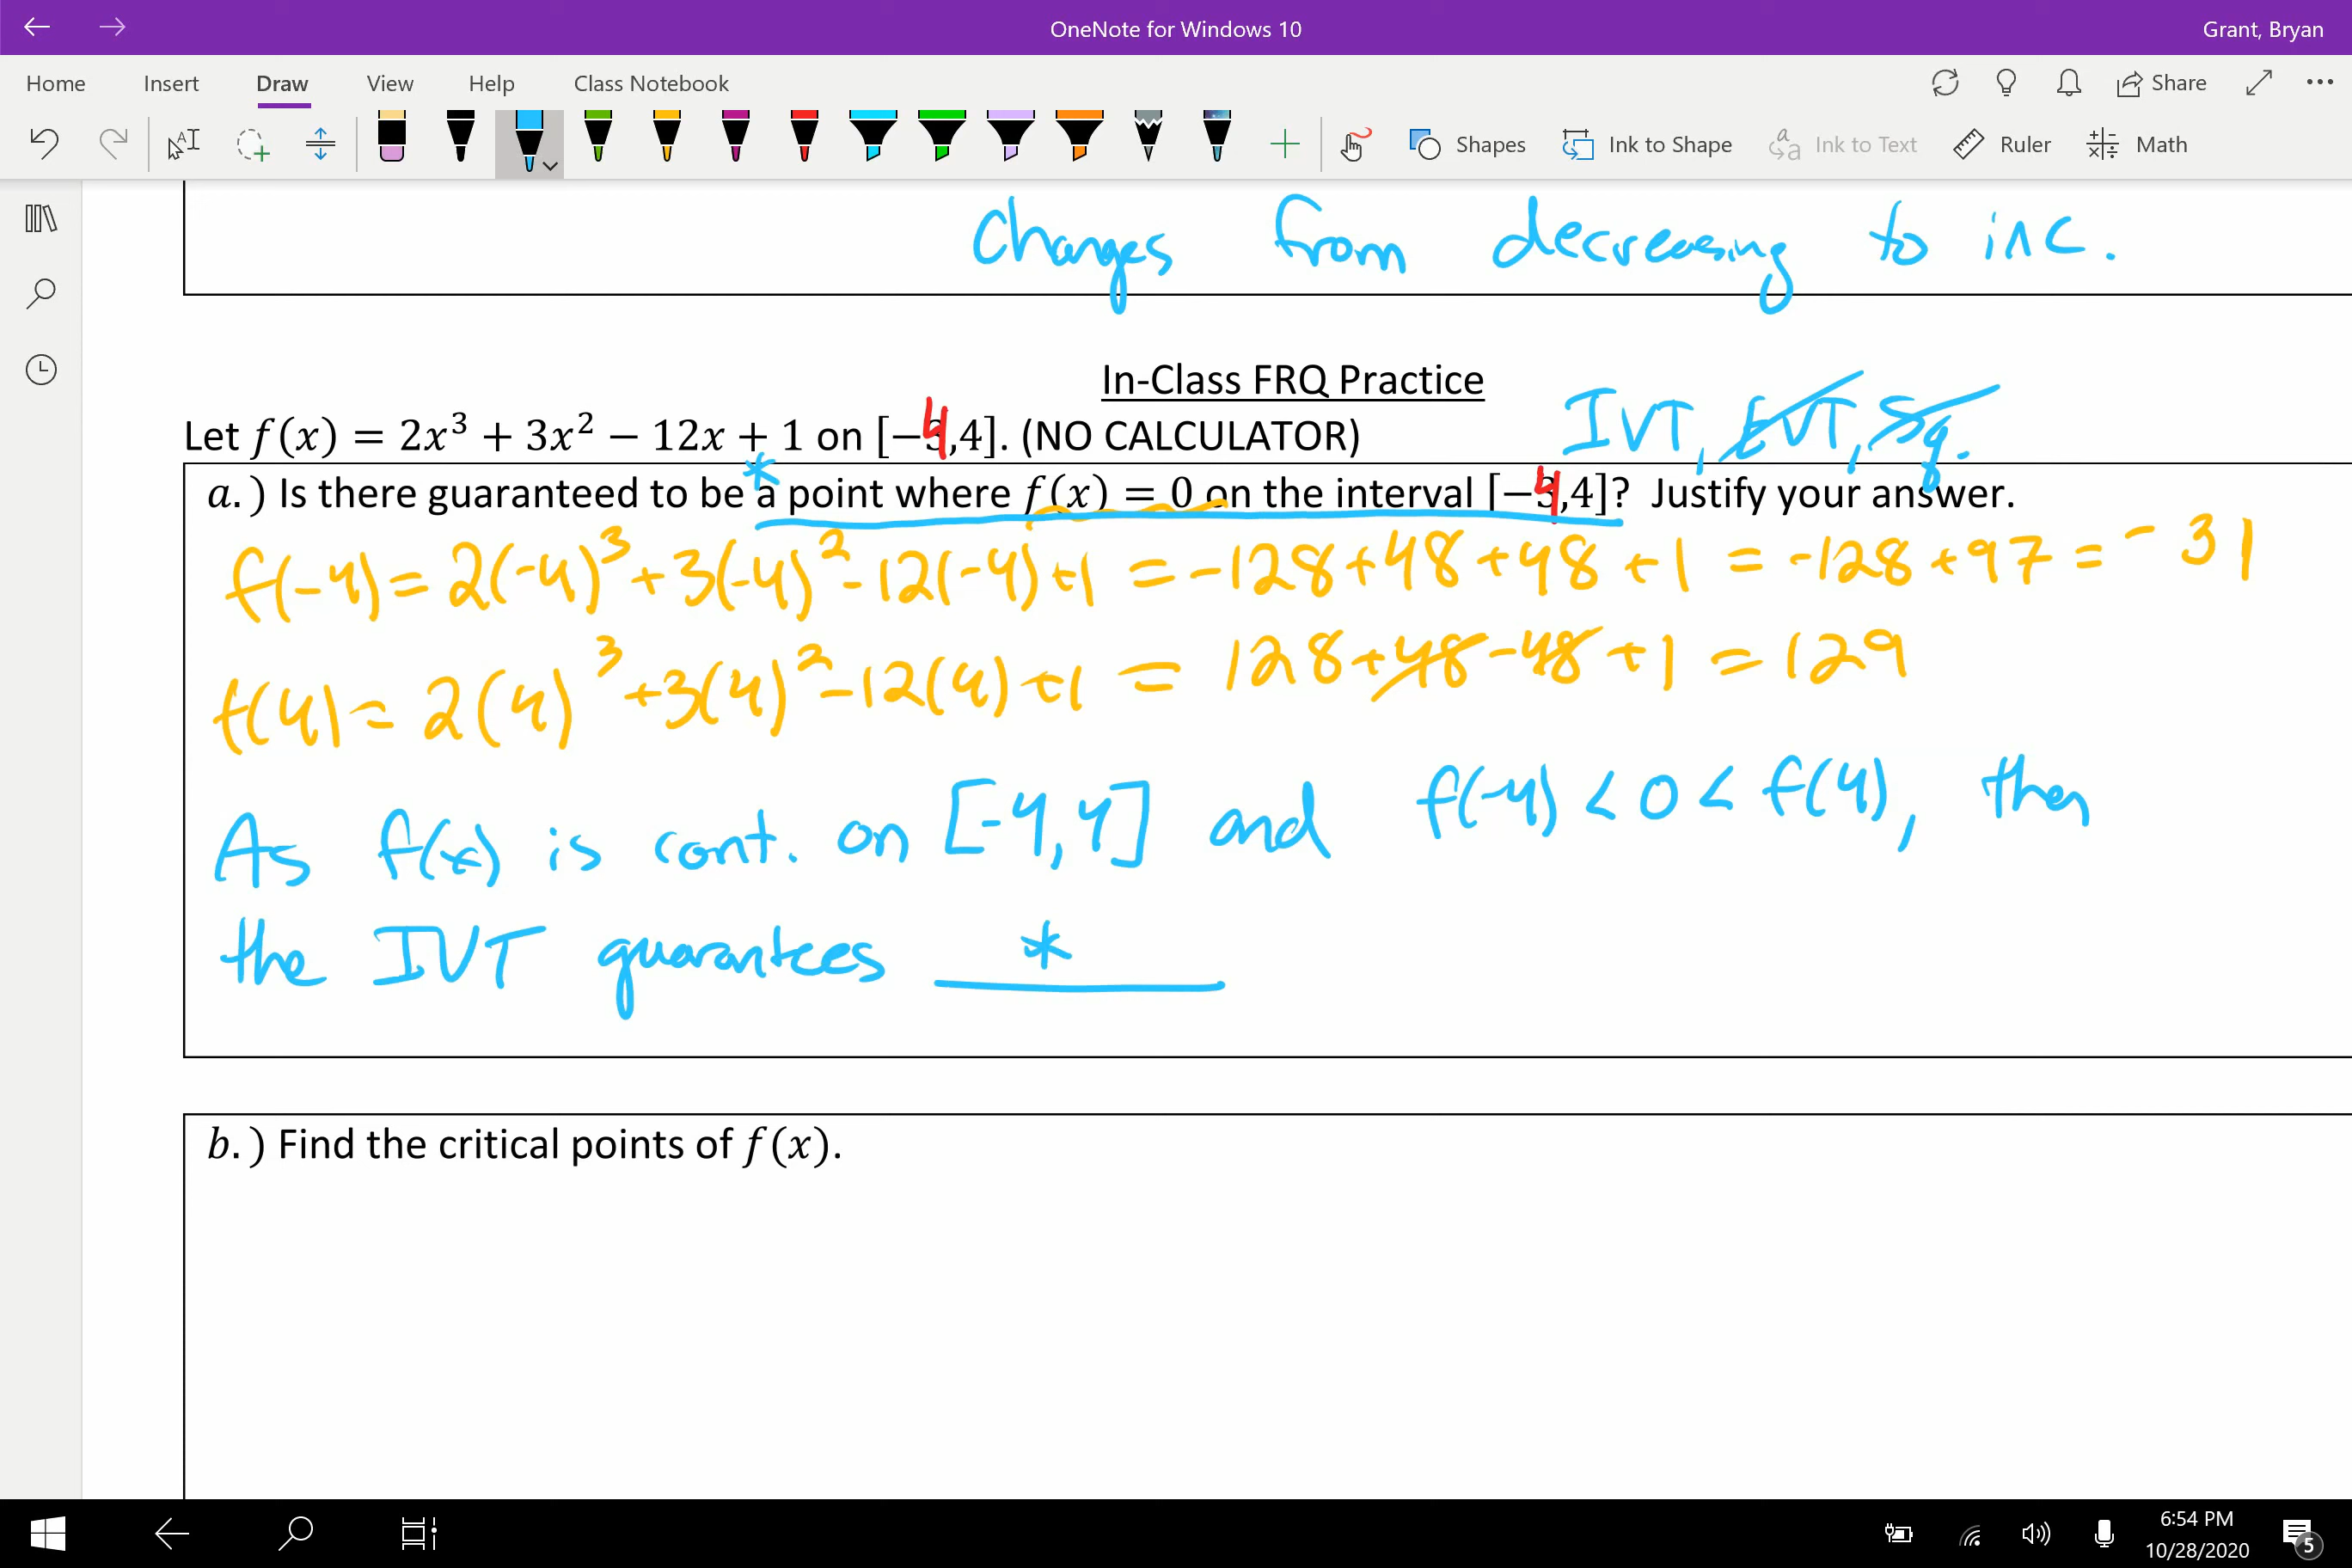 OneNote for Windows 10
Grant, Bryan
Home Insert Draw View Help Class Notebook Share
Shapes Ink to Shape Ink to Text Ruler Math
changes from decreasing to inc.
In-Class FRQ Practice
IVT, EVT, Sq.
Let f(x) = 2x³ + 3x² − 12x + 1 on [−4,4]. (NO CALCULATOR)
*
a.) Is there guaranteed to be a point where f(x) = 0 on the interval [−4,4]? Justify your answer.
f(-4) = 2(-4)³ + 3(-4)² - 12(-4) + 1 = -128 + 48 + 48 + 1 = -128 + 97 = -31
f(4) = 2(4)³ + 3(4)² - 12(4) + 1 = 128 + 48 - 48 + 1 = 129
As f(x) is cont. on [-4,4] and f(-4) < 0 < f(4), then
the IVT guarantees *
b.) Find the critical points of f(x).
6:54 PM
10/28/2020
5